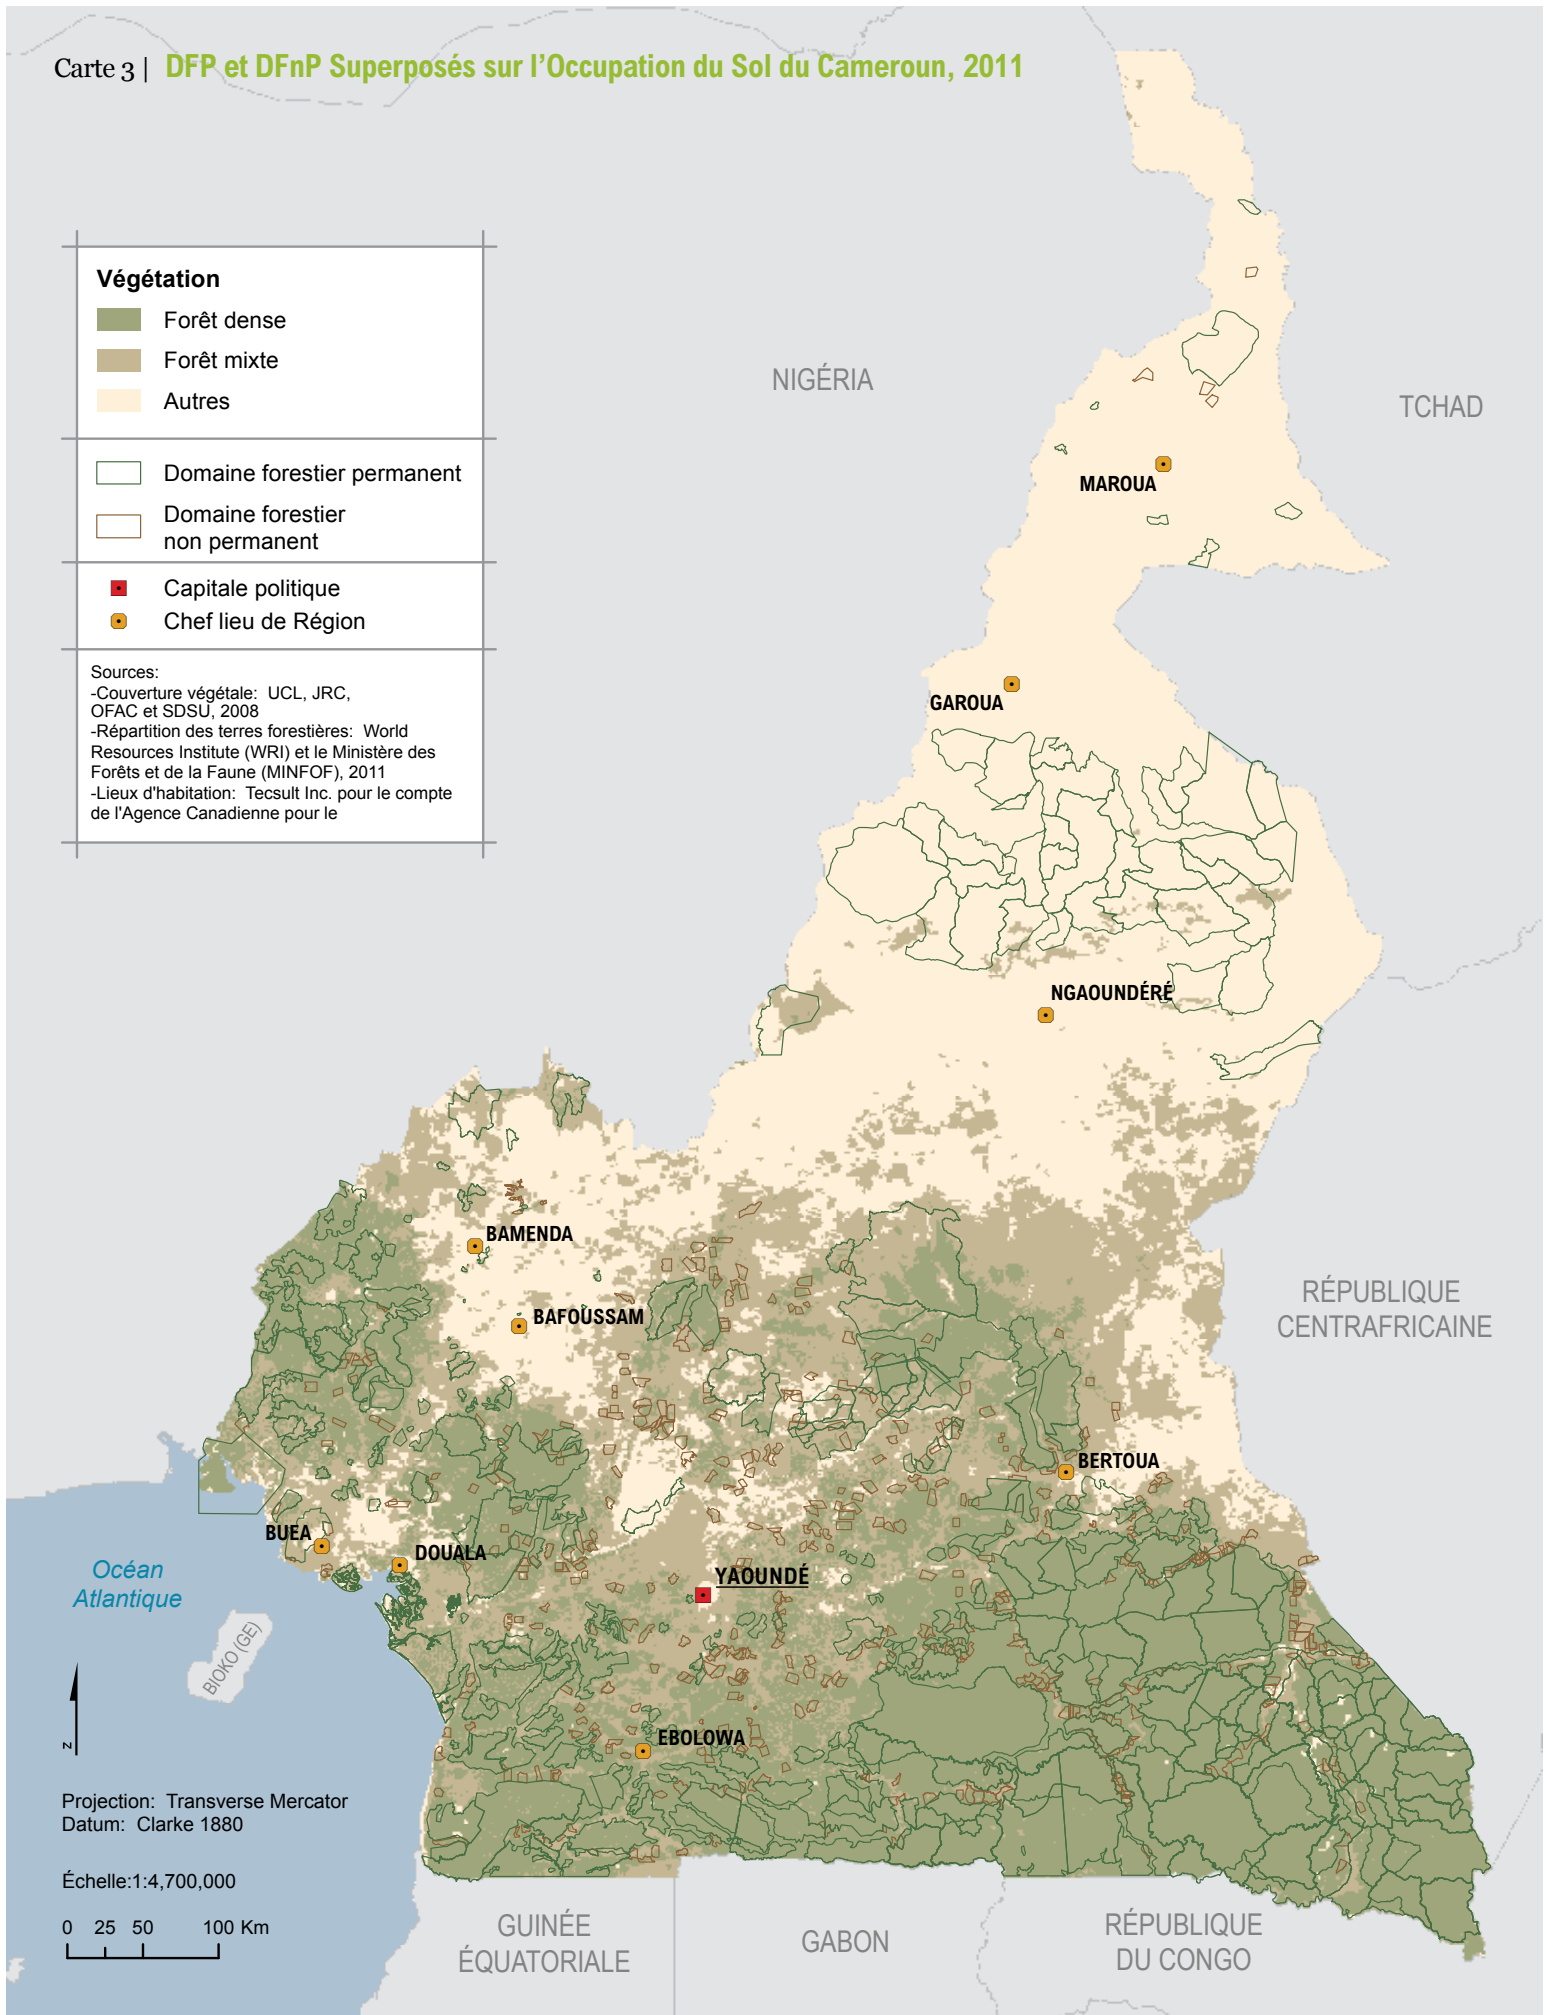 Carte 3 | DFP et DFnP Superposés sur l'Occupation du Sol du Cameroun, 2011
Végétation
Forêt dense
Forêt mixte
Autres
Domaine forestier permanent
Domaine forestier
non permanent
Capitale politique
Chef lieu de Région
Sources:
-Couverture végétale: UCL, JRC,
OFAC et SDSU, 2008
-Répartition des terres forestières: World
Resources Institute (WRI) et le Ministère des
Forêts et de la Faune (MINFOF), 2011
-Lieux d'habitation: Tecsult Inc. pour le compte
de l'Agence Canadienne pour le
NIGÉRIA
TCHAD
MAROUA
GAROUA
NGAOUNDÉRÉ
BAMENDA
BAFOUSSAM
RÉPUBLIQUE
CENTRAFRICAINE
BERTOUA
BUEA
DOUALA
YAOUNDÉ
Océan
Atlantique
BIOKO (GE)
EBOLOWA
N
Projection: Transverse Mercator
Datum: Clarke 1880
Échelle:1:4,700,000
0 25 50 100 Km
GUINÉE
ÉQUATORIALE
GABON
RÉPUBLIQUE
DU CONGO